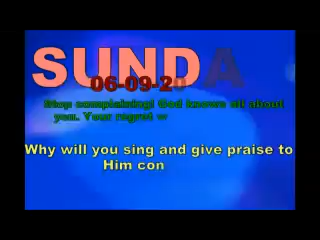 SUNDA
06-09-20
Stop complaining! God knows all about
you. Your regret w
Why will you sing and give praise to
Him con